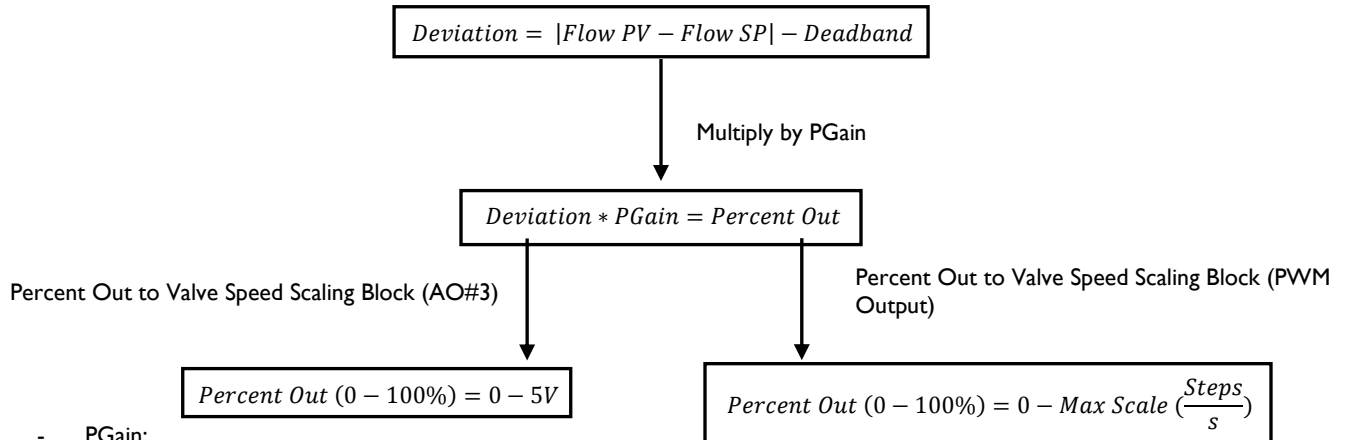 Deviation = |Flow PV − Flow SP| − Deadband
Multiply by PGain
Deviation * PGain = Percent Out
Percent Out to Valve Speed Scaling Block (AO#3)
Percent Out to Valve Speed Scaling Block (PWM
Output)
Percent Out (0 − 100%) = 0 − 5V
Percent Out (0 − 100%) = 0 − Max Scale (Steps/s)
- PGain: